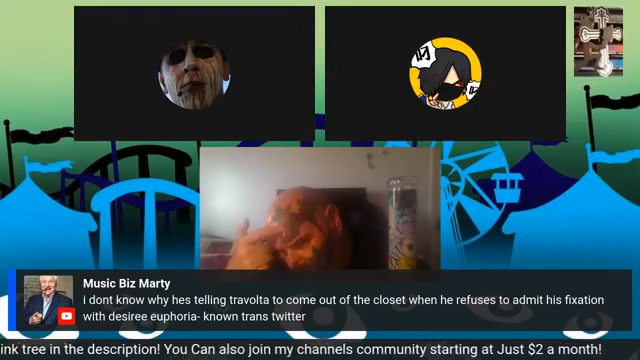 Music Biz Marty
i dont know why hes telling travolta to come out of the closet when he refuses to admit his fixation
with desiree euphoria- known trans twitter
ink tree in the description! You Can also join my channels community starting at Just $2 a month!